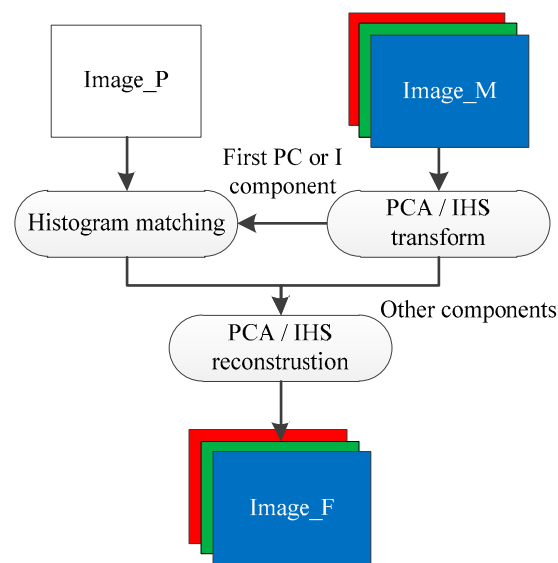 Image_P
Image_M
First PC or I
component
Histogram matching
PCA / IHS
transform
Other components
PCA / IHS
reconstrustion
Image_F